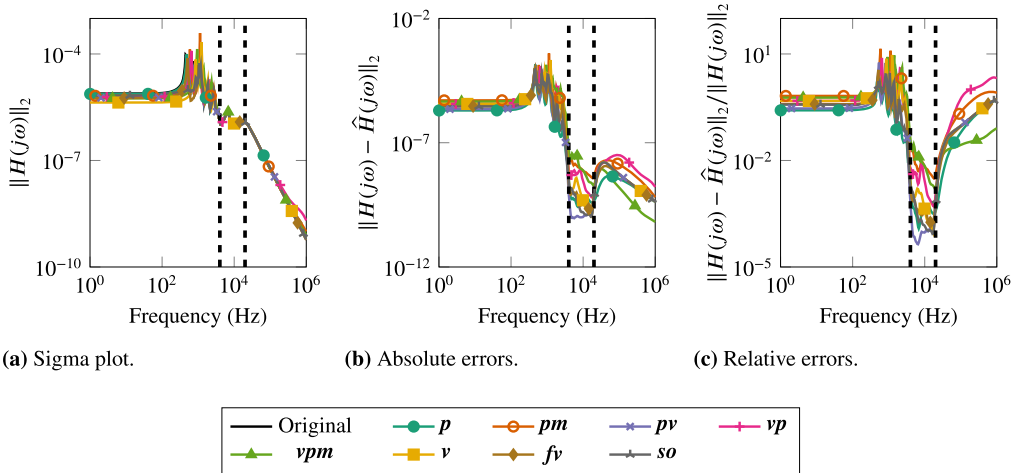 10^{-4}
10^{-7}
10^{-10}
‖H(jω)‖_2
10^0 10^2 10^4 10^6
Frequency (Hz)
(a) Sigma plot.
10^{-2}
10^{-7}
10^{-12}
‖H(jω) − Ĥ(jω)‖_2
10^0 10^2 10^4 10^6
Frequency (Hz)
(b) Absolute errors.
10^1
10^{-2}
10^{-5}
‖H(jω) − Ĥ(jω)‖_2/‖H(jω)‖_2
10^0 10^2 10^4 10^6
Frequency (Hz)
(c) Relative errors.
Original p pm pv vp
vpm v fv so